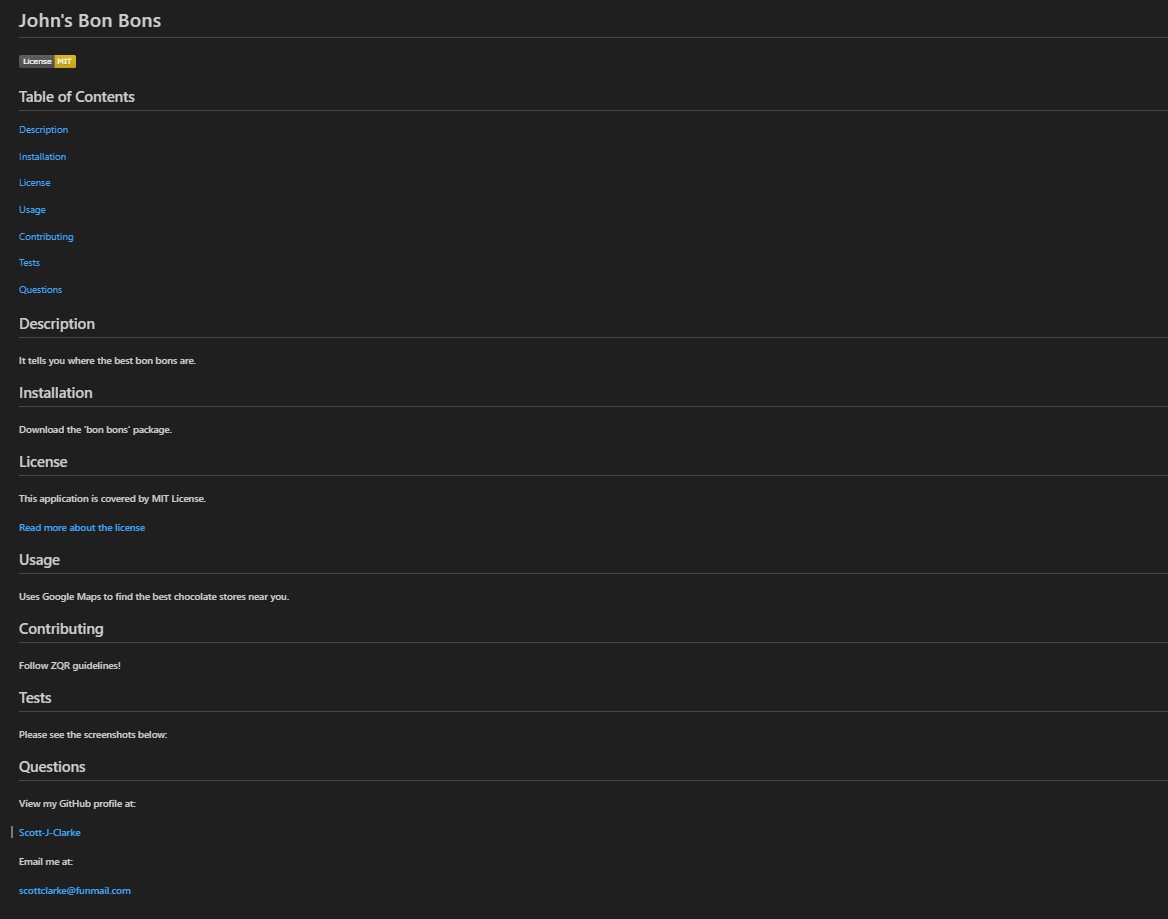 John's Bon Bons
License MIT
Table of Contents
Description
Installation
License
Usage
Contributing
Tests
Questions
Description
It tells you where the best bon bons are.
Installation
Download the 'bon bons' package.
License
This application is covered by MIT License.
Read more about the license
Usage
Uses Google Maps to find the best chocolate stores near you.
Contributing
Follow ZQR guidelines!
Tests
Please see the screenshots below:
Questions
View my GitHub profile at:
Scott-J-Clarke
Email me at:
scottclarke@funmail.com